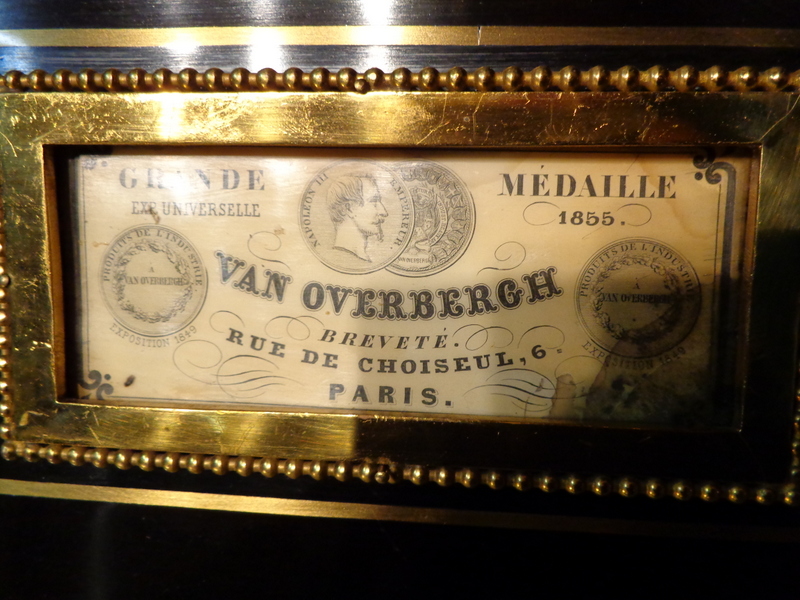 GRANDE
EXP. UNIVERSELLE
NAPOLEON III
EMPEREUR
MÉDAILLE
1855.
PRODUITS DE L'INDUSTRIE
A
VAN OVERBERGH
EXPOSITION 1849
VAN OVERBERGH
BREVETÉ.
RUE DE CHOISEUL, 6.
PARIS.
PRODUITS DE L'INDUSTRIE
A
VAN OVERBERGH
EXPOSITION 1849